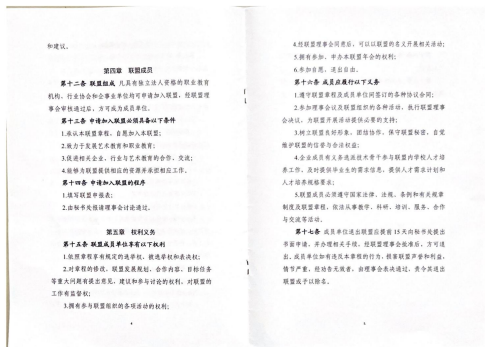 和建议。
第四章 联盟成员
第十二条 联盟组成 凡具有独立法人资格的职业教育
机构、行业协会和企事业单位均可申请加入联盟，经联盟理
事会审核通过后，方可成为成员单位。
第十三条 申请加入联盟必须具备以下条件
1.承认本联盟章程，自愿加入本联盟；
2.致力于发展艺术教育和职业教育；
3.促进相关企业、行业与艺术教育的合作、交流；
4.能够为联盟提供相应的资源并承担相应工作。
第十四条 申请加入联盟的程序
1.填写联盟申报表；
2.由秘书处报请理事会讨论通过。
第五章 权利义务
第十五条 联盟成员单位享有以下权利
1.依照章程享有规定的选举权、被选举权和表决权；
2.对章程的修改、联盟发展规划、合作内容、目标任务
等重大问题有提出意见、建议和参与讨论的权利，对联盟的
工作有监督权；
3.拥有参与联盟组织的各项活动的权利；
4
4.经联盟理事会同意后，可以以联盟的名义开展相关活动；
5.拥有参加、申办本联盟年会的权利；
6.参加自愿，退出自由。
第十六条 成员应履行以下义务
1.遵守联盟章程及成员单位间签订的各种协议合同；
2.参加理事会议及联盟组织的各种活动，执行联盟理事
会决议，为联盟开展活动提供必要的支持；
3.树立联盟良好形象，团结协作，保守联盟秘密，自觉
维护联盟的信誉与合法权益；
4.企业成员有义务选派技术骨干参与联盟内学校人才培
养工作，及时提供毕业生的质量信息、人才需求计划和人
才培养规格要求；
5.联盟成员必须遵守国家法律、法规、条例和有关规章
制度及联盟章程，依法从事教学、科研、培训、服务、合作
与交流等活动。
第十七条 成员单位退出联盟应提前 15 天向秘书处提出
书面申请，并办理相关手续，经联盟理事会批准后，方可退
出。成员单位如有违反本章程的行为，损害联盟声誉和利益，
情节严重，经劝告无效者，由理事会表决通过，责令其退出
联盟或予以除名。
5